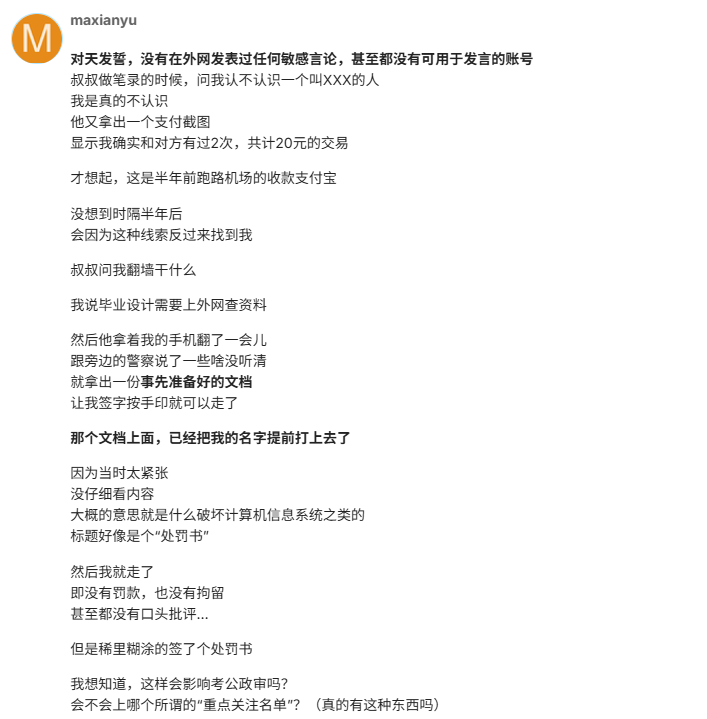 M
maxianyu
对天发誓，没有在外网发表过任何敏感言论，甚至都没有可用于发言的账号
叔叔做笔录的时候，问我认不认识一个叫XXX的人
我是真的不认识
他又拿出一个支付截图
显示我确实和对方有过2次，共计20元的交易
才想起，这是半年前跑路机场的收款支付宝
没想到时隔半年后
会因为这种线索反过来找到我
叔叔问我翻墙干什么
我说毕业设计需要上外网查资料
然后他拿着我的手机翻了一会儿
跟旁边的警察说了一些啥没听清
就拿出一份事先准备好的文档
让我签字按手印就可以走了
那个文档上面，已经把我的名字提前打上去了
因为当时太紧张
没仔细看内容
大概的意思就是什么破坏计算机信息系统之类的
标题好像是个“处罚书”
然后我就走了
即没有罚款，也没有拘留
甚至都没有口头批评...
但是稀里糊涂的签了个处罚书
我想知道，这样会影响考公政审吗？
会不会上哪个所谓的“重点关注名单”？（真的有这种东西吗）